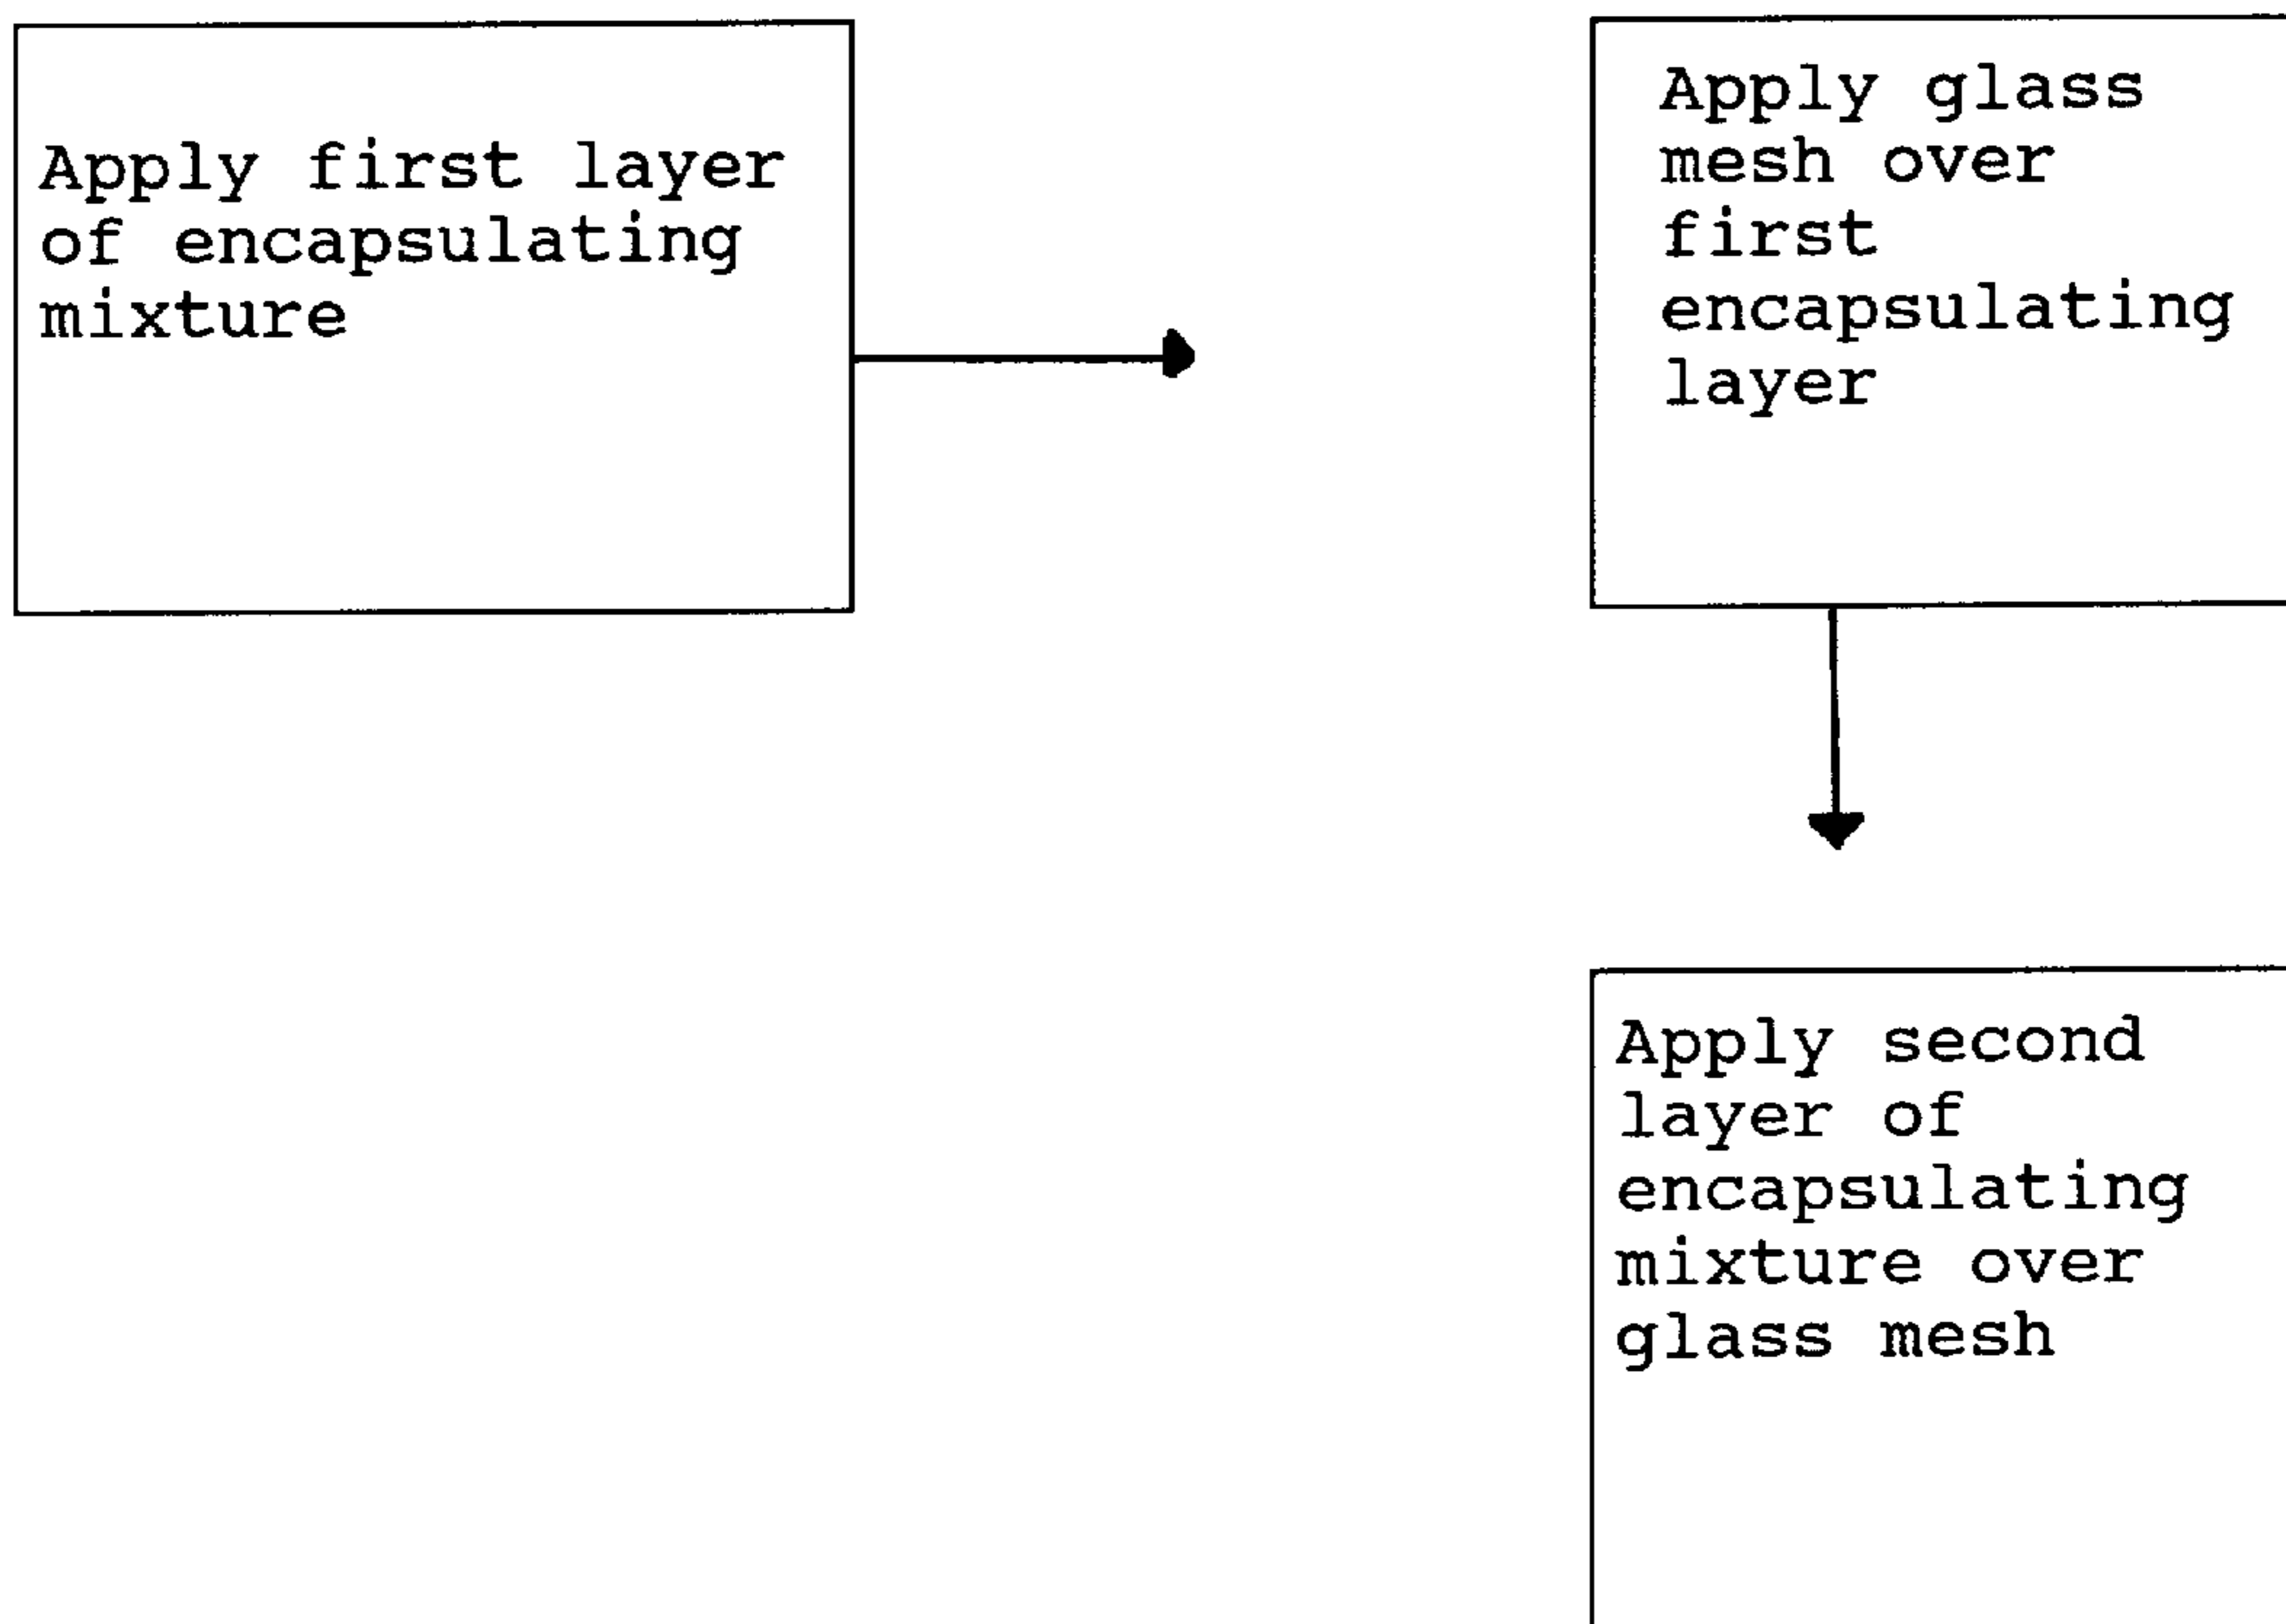 Apply first layer
of encapsulating
mixture
Apply glass
mesh over
first
encapsulating
layer
Apply second
layer of
encapsulating
mixture over
glass mesh